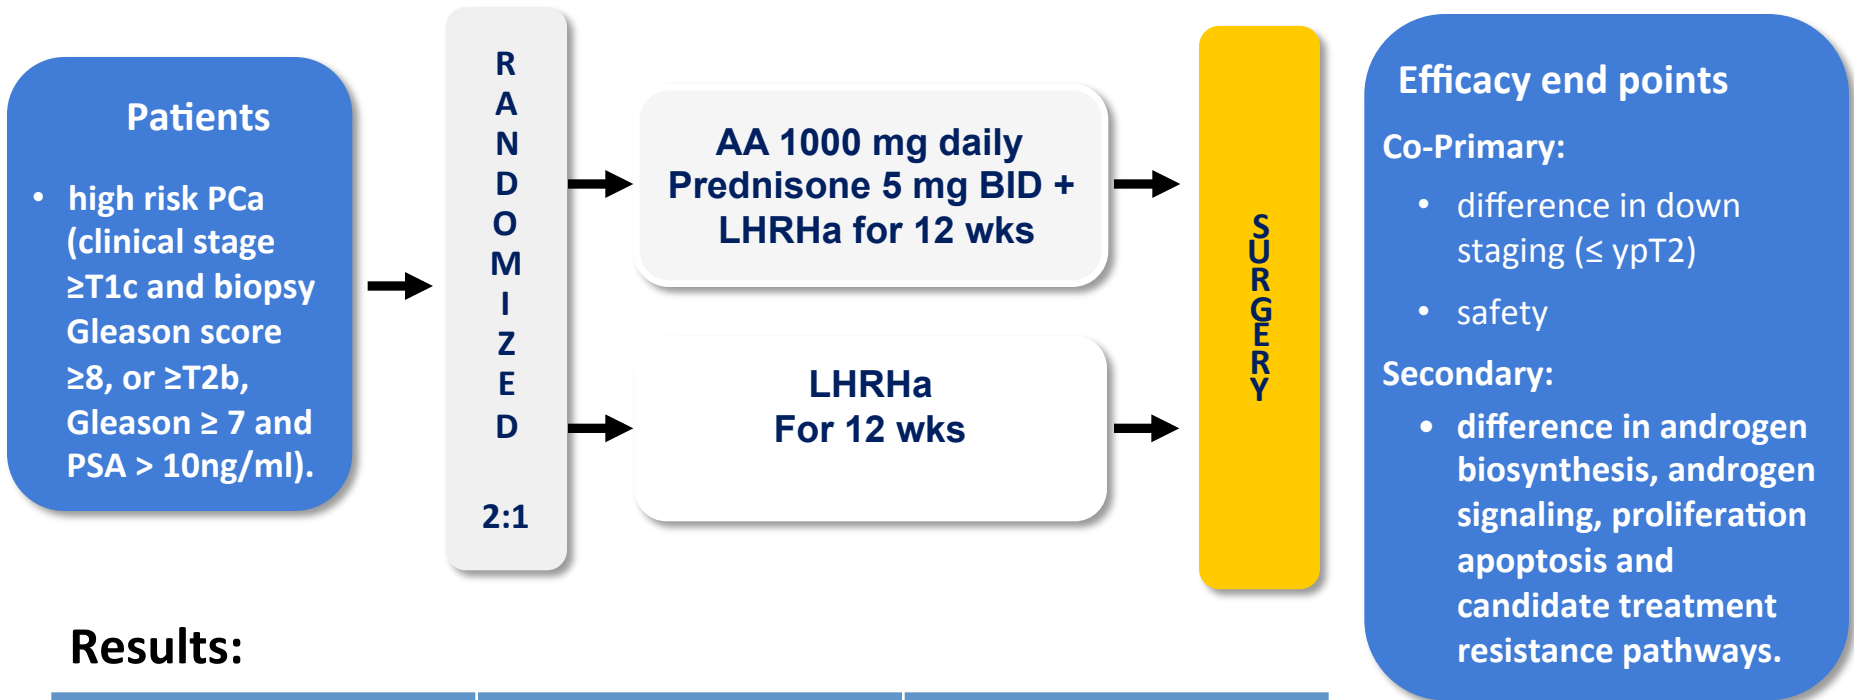 Patients
• high risk PCa
(clinical stage
≥T1c and biopsy
Gleason score
≥8, or ≥T2b,
Gleason ≥ 7 and
PSA > 10ng/ml).
RANDOMIZED
2:1
AA 1000 mg daily
Prednisone 5 mg BID +
LHRHa for 12 wks
LHRHa
For 12 wks
SURGERY
Efficacy end points
Co-Primary:
• difference in down
staging (≤ ypT2)
• safety
Secondary:
• difference in androgen
biosynthesis, androgen
signaling, proliferation
apoptosis and
candidate treatment
resistance pathways.
Results: